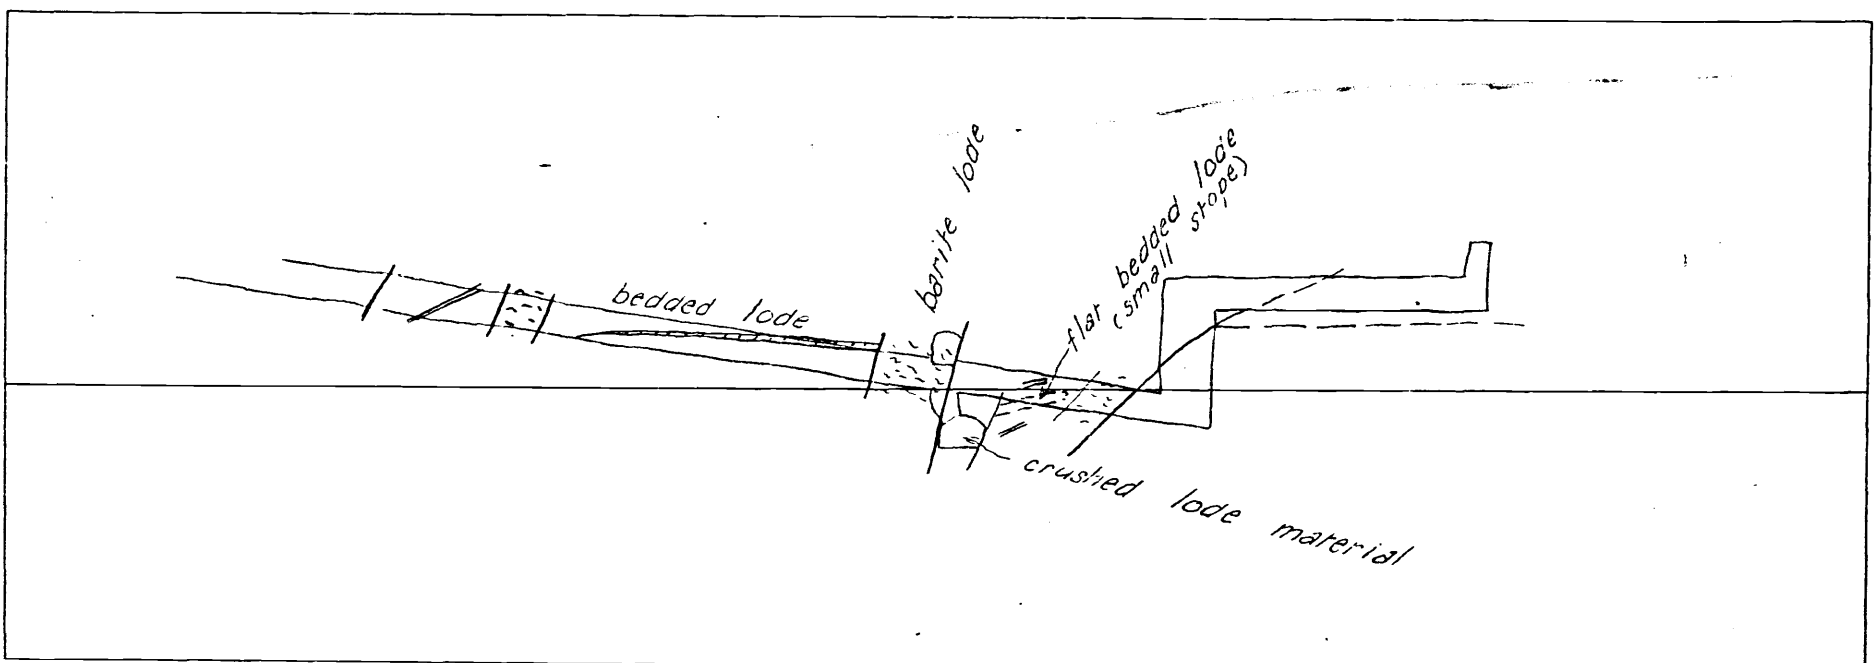 bedded lode
barite lode
flat bedded lode
(small stope)
crushed lode material